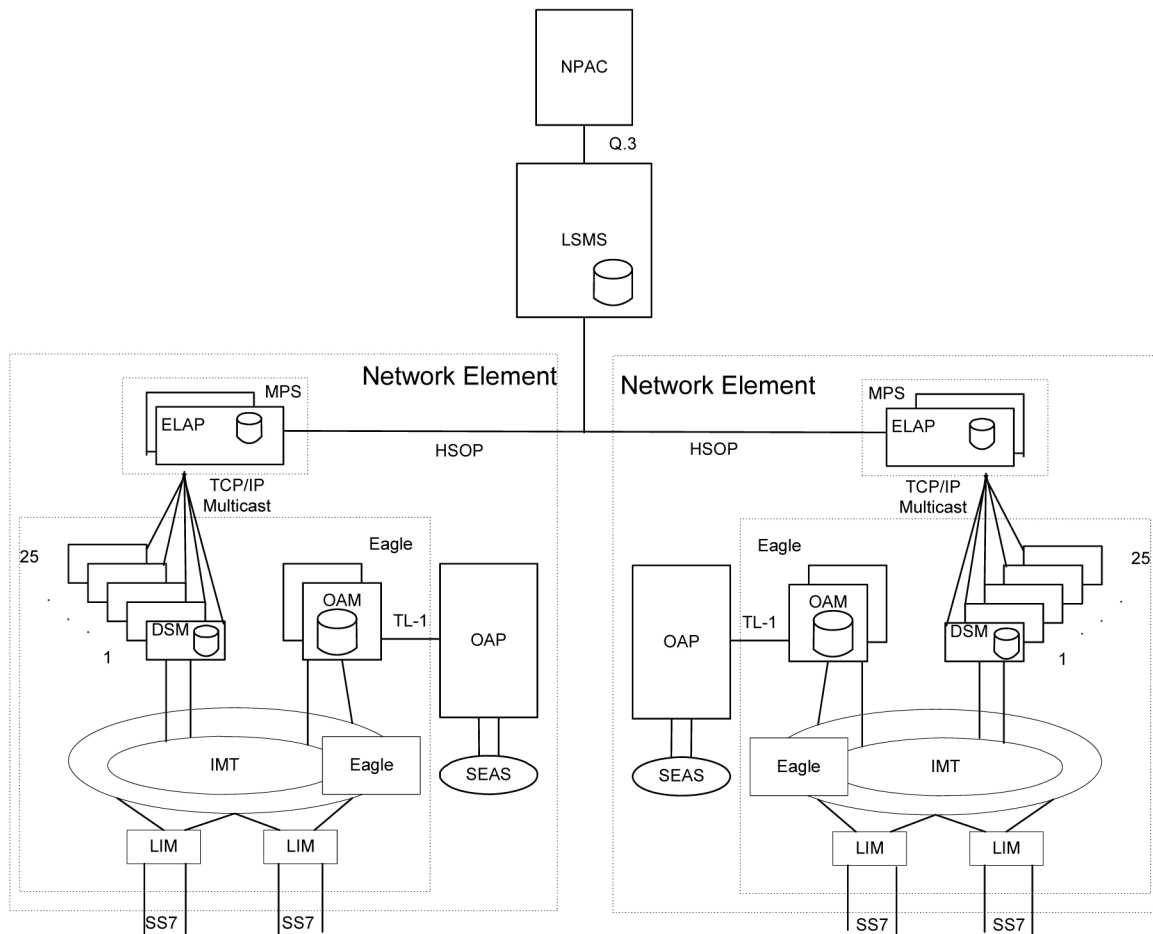 NPAC
Q.3
LSMS
Network Element
Network Element
MPS
MPS
ELAP
ELAP
HSOP
HSOP
TCP/IP
Multicast
TCP/IP
Multicast
25
Eagle
Eagle
25
OAM
OAM
DSM
TL-1
OAP
OAP
TL-1
DSM
1
1
IMT
Eagle
SEAS
SEAS
Eagle
IMT
LIM
LIM
LIM
LIM
SS7
SS7
SS7
SS7